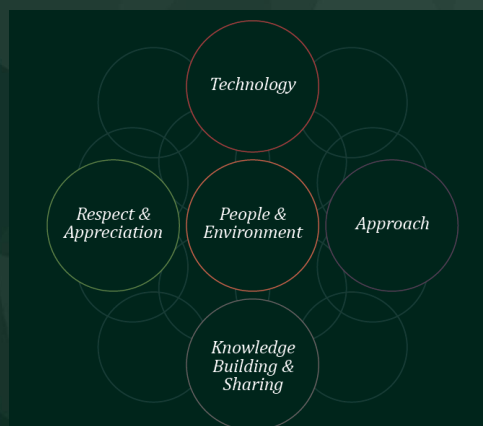 Technology
Respect &
Appreciation
People &
Environment
Approach
Knowledge
Building &
Sharing